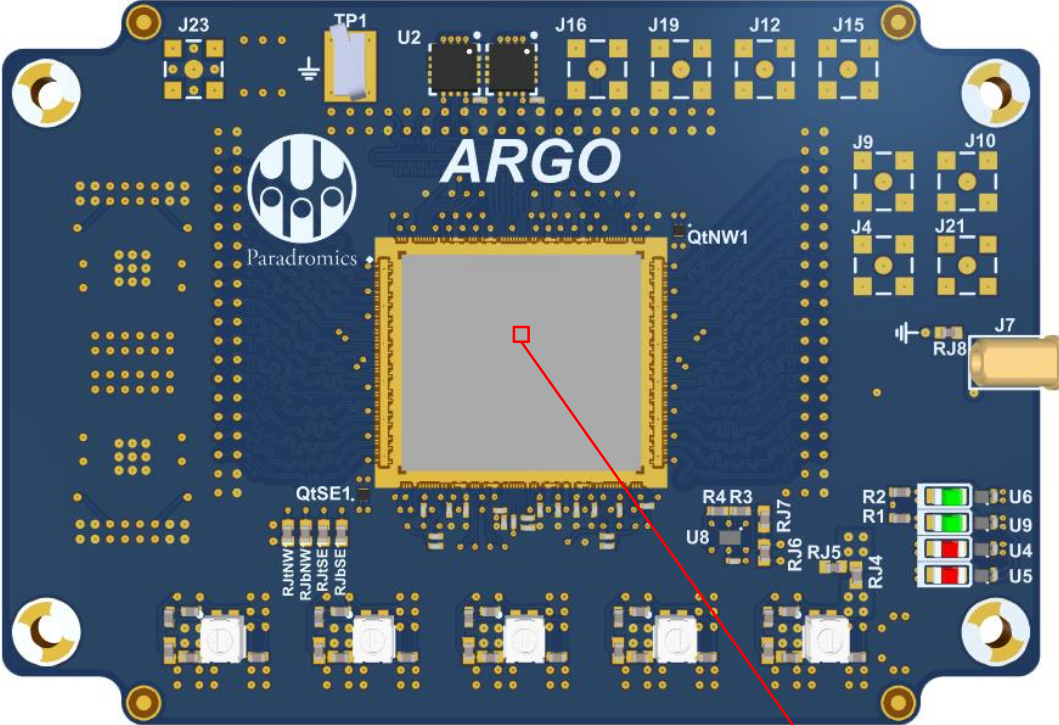 J23
TP1
U2
J16
J19
J12
J15
ARGO
J9
J10
Paradromics
QtNW1
J4
J21
J7
RJ8
QtSE1
R4 R3
RJ7
R2
U6
R1
U9
U8
RJ6
RJ5
RJ4
U4
U5
RJtNW
RJbNW
RJtSE
RJbSE